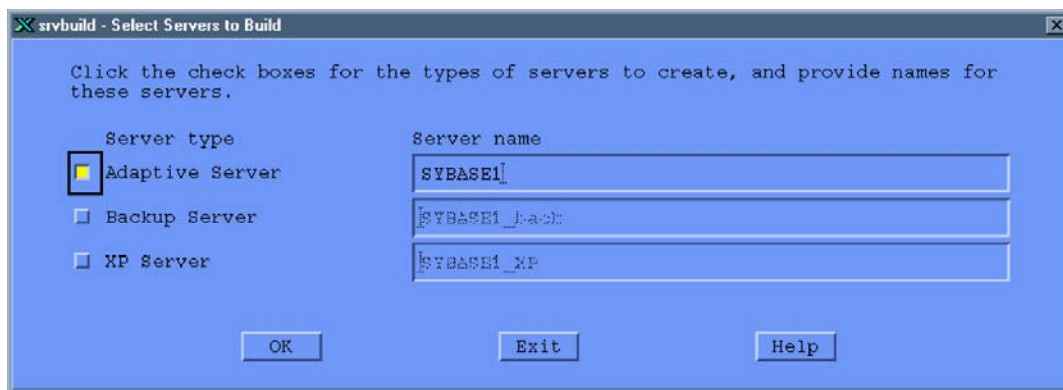 srvbuild - Select Servers to Build
Click the check boxes for the types of servers to create, and provide names for
these servers.
Server type Server name
Adaptive Server SYBASE1
Backup Server SYBASE1_back
XP Server SYBASE1_XP
OK Exit Help